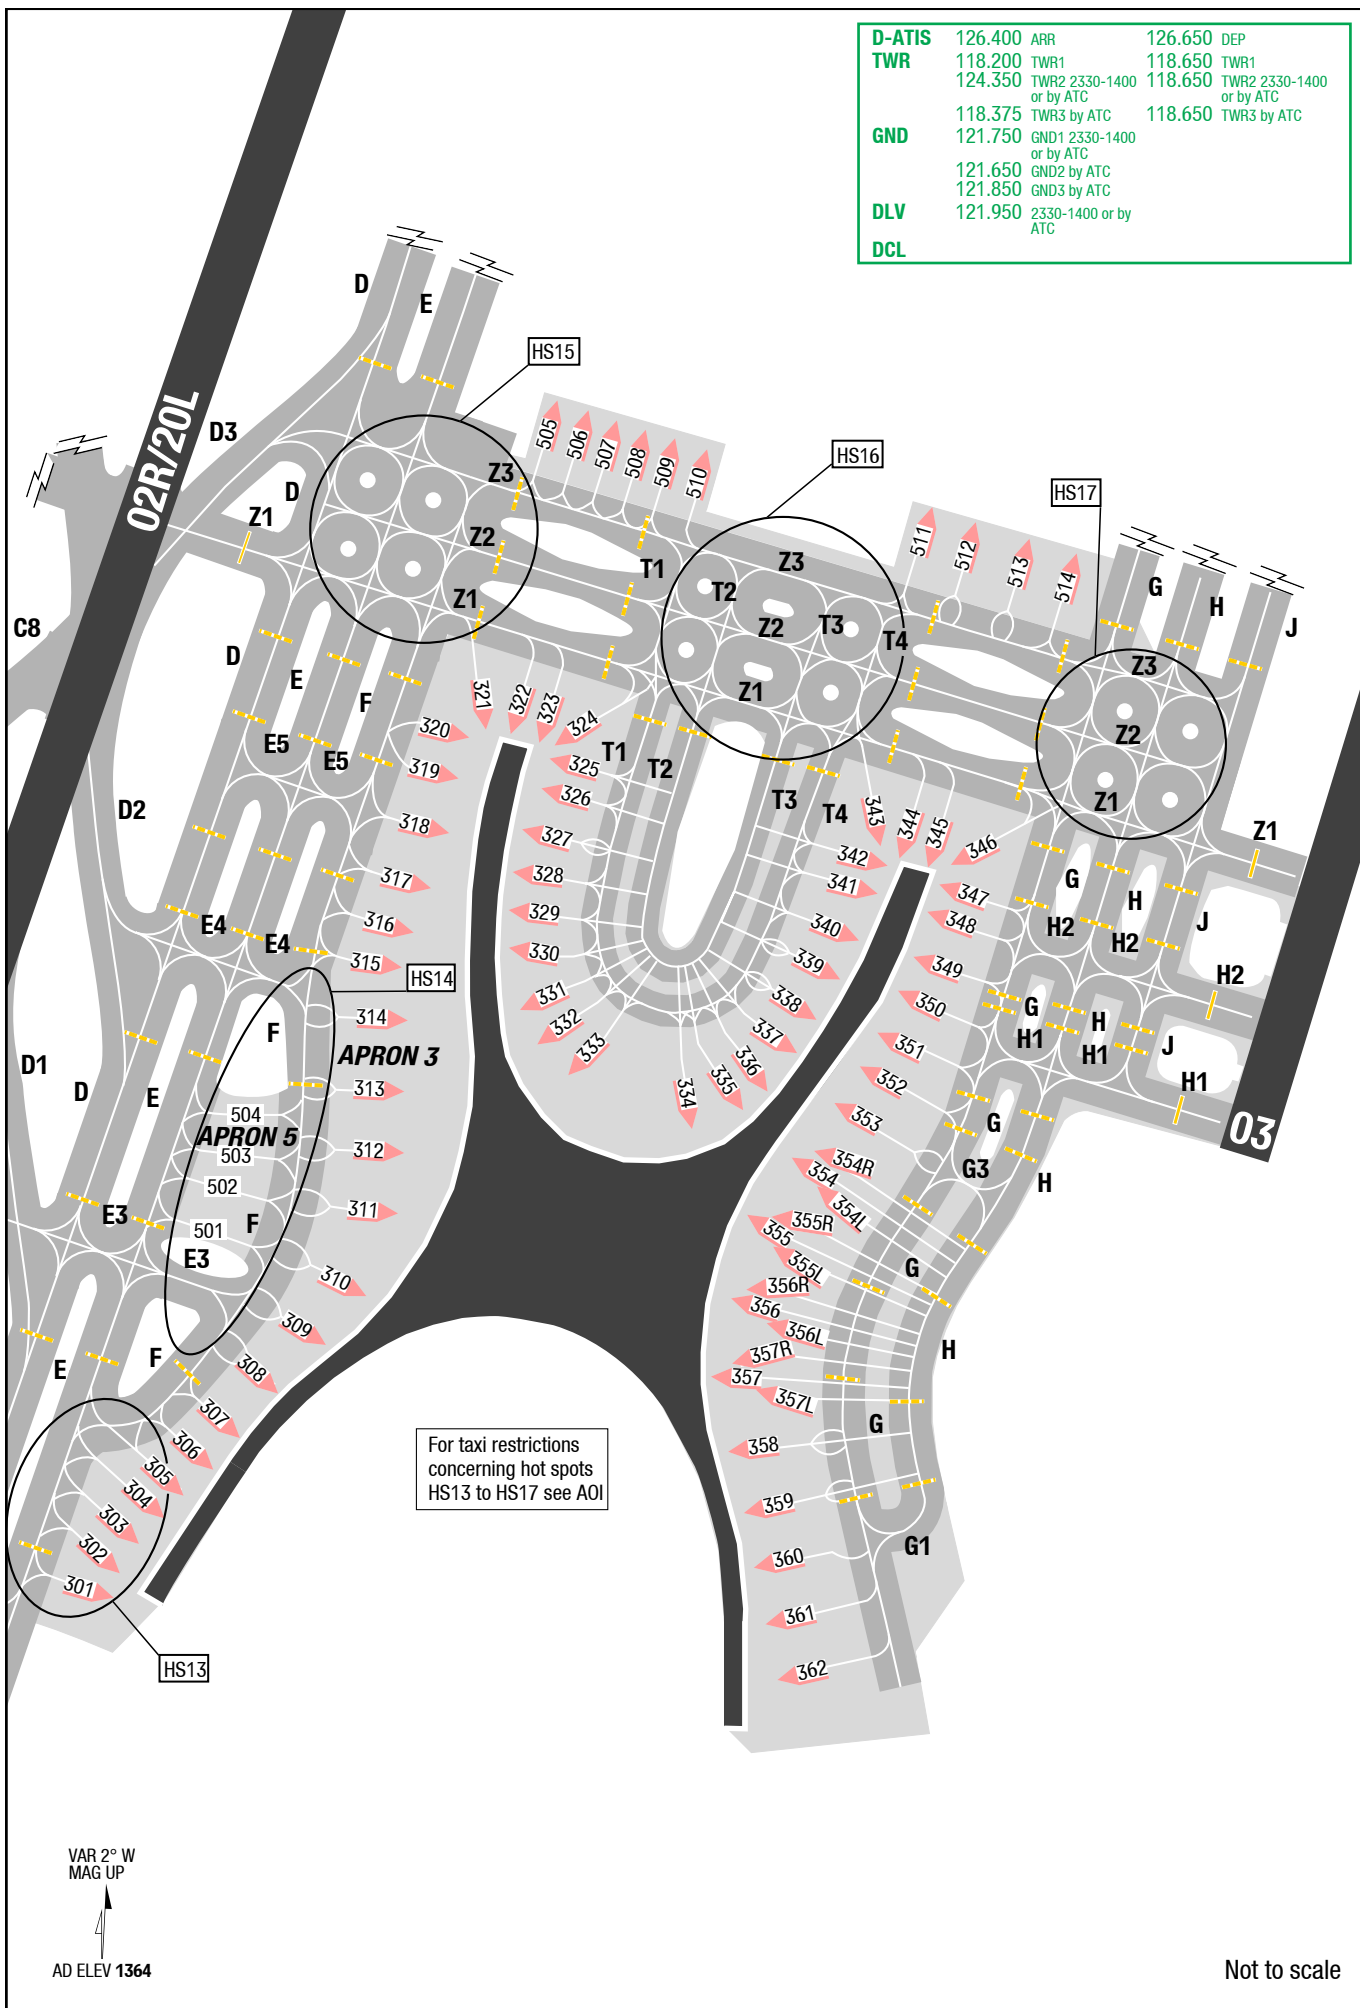 D-ATIS 126.400 ARR 126.650 DEP
TWR 118.200 TWR1 118.650 TWR1
124.350 TWR2 2330-1400 118.650 TWR2 2330-1400
or by ATC or by ATC
118.375 TWR3 by ATC 118.650 TWR3 by ATC
GND 121.750 GND1 2330-1400
or by ATC
121.650 GND2 by ATC
121.850 GND3 by ATC
DLV 121.950 2330-1400 or by
ATC
DCL
D
E
HS15
02R/20L
D3
505
506
507
508
509
510
HS16
HS17
Z3
D
Z1
Z2
Z1
T1
T2
Z3
Z2
T3
T4
Z1
511
512
513
514
G
H
J
Z3
Z2
Z1
Z1
C8
D
E
F
E5
E5
D2
320
319
318
317
316
315
321
322
323
324
325
326
327
328
329
330
331
332
333
334
335
336
337
338
339
340
341
342
343
344
345
346
347
348
349
350
351
352
353
T1
T2
T3
T4
G
H
J
H2
H2
H2
G
H
J
H1
H1
H1
03
E4
E4
HS14
F
314
APRON 3
313
312
311
310
309
308
307
306
305
304
303
302
301
D1
D
E
504
APRON 5
503
502
501
F
E3
E3
E
F
G
G3
H
354R
354
354L
355R
355
355L
356R
356
356L
357R
357
357L
358
359
360
361
362
G
H
G
G1
For taxi restrictions
concerning hot spots
HS13 to HS17 see AOI
HS13
VAR 2° W
MAG UP
AD ELEV 1364
Not to scale